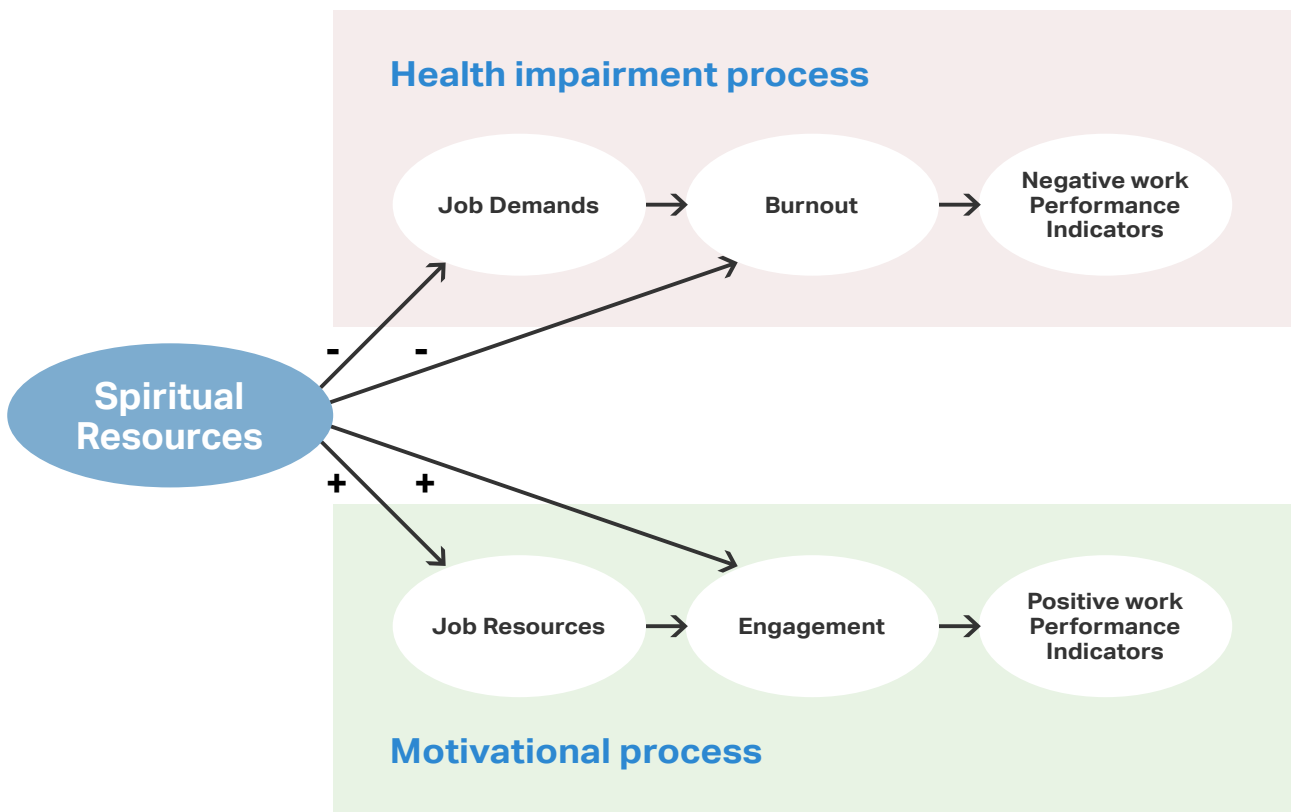 Health impairment process
Job Demands
Burnout
Negative work
Performance
Indicators
-
-
Spiritual
Resources
+
+
Job Resources
Engagement
Positive work
Performance
Indicators
Motivational process